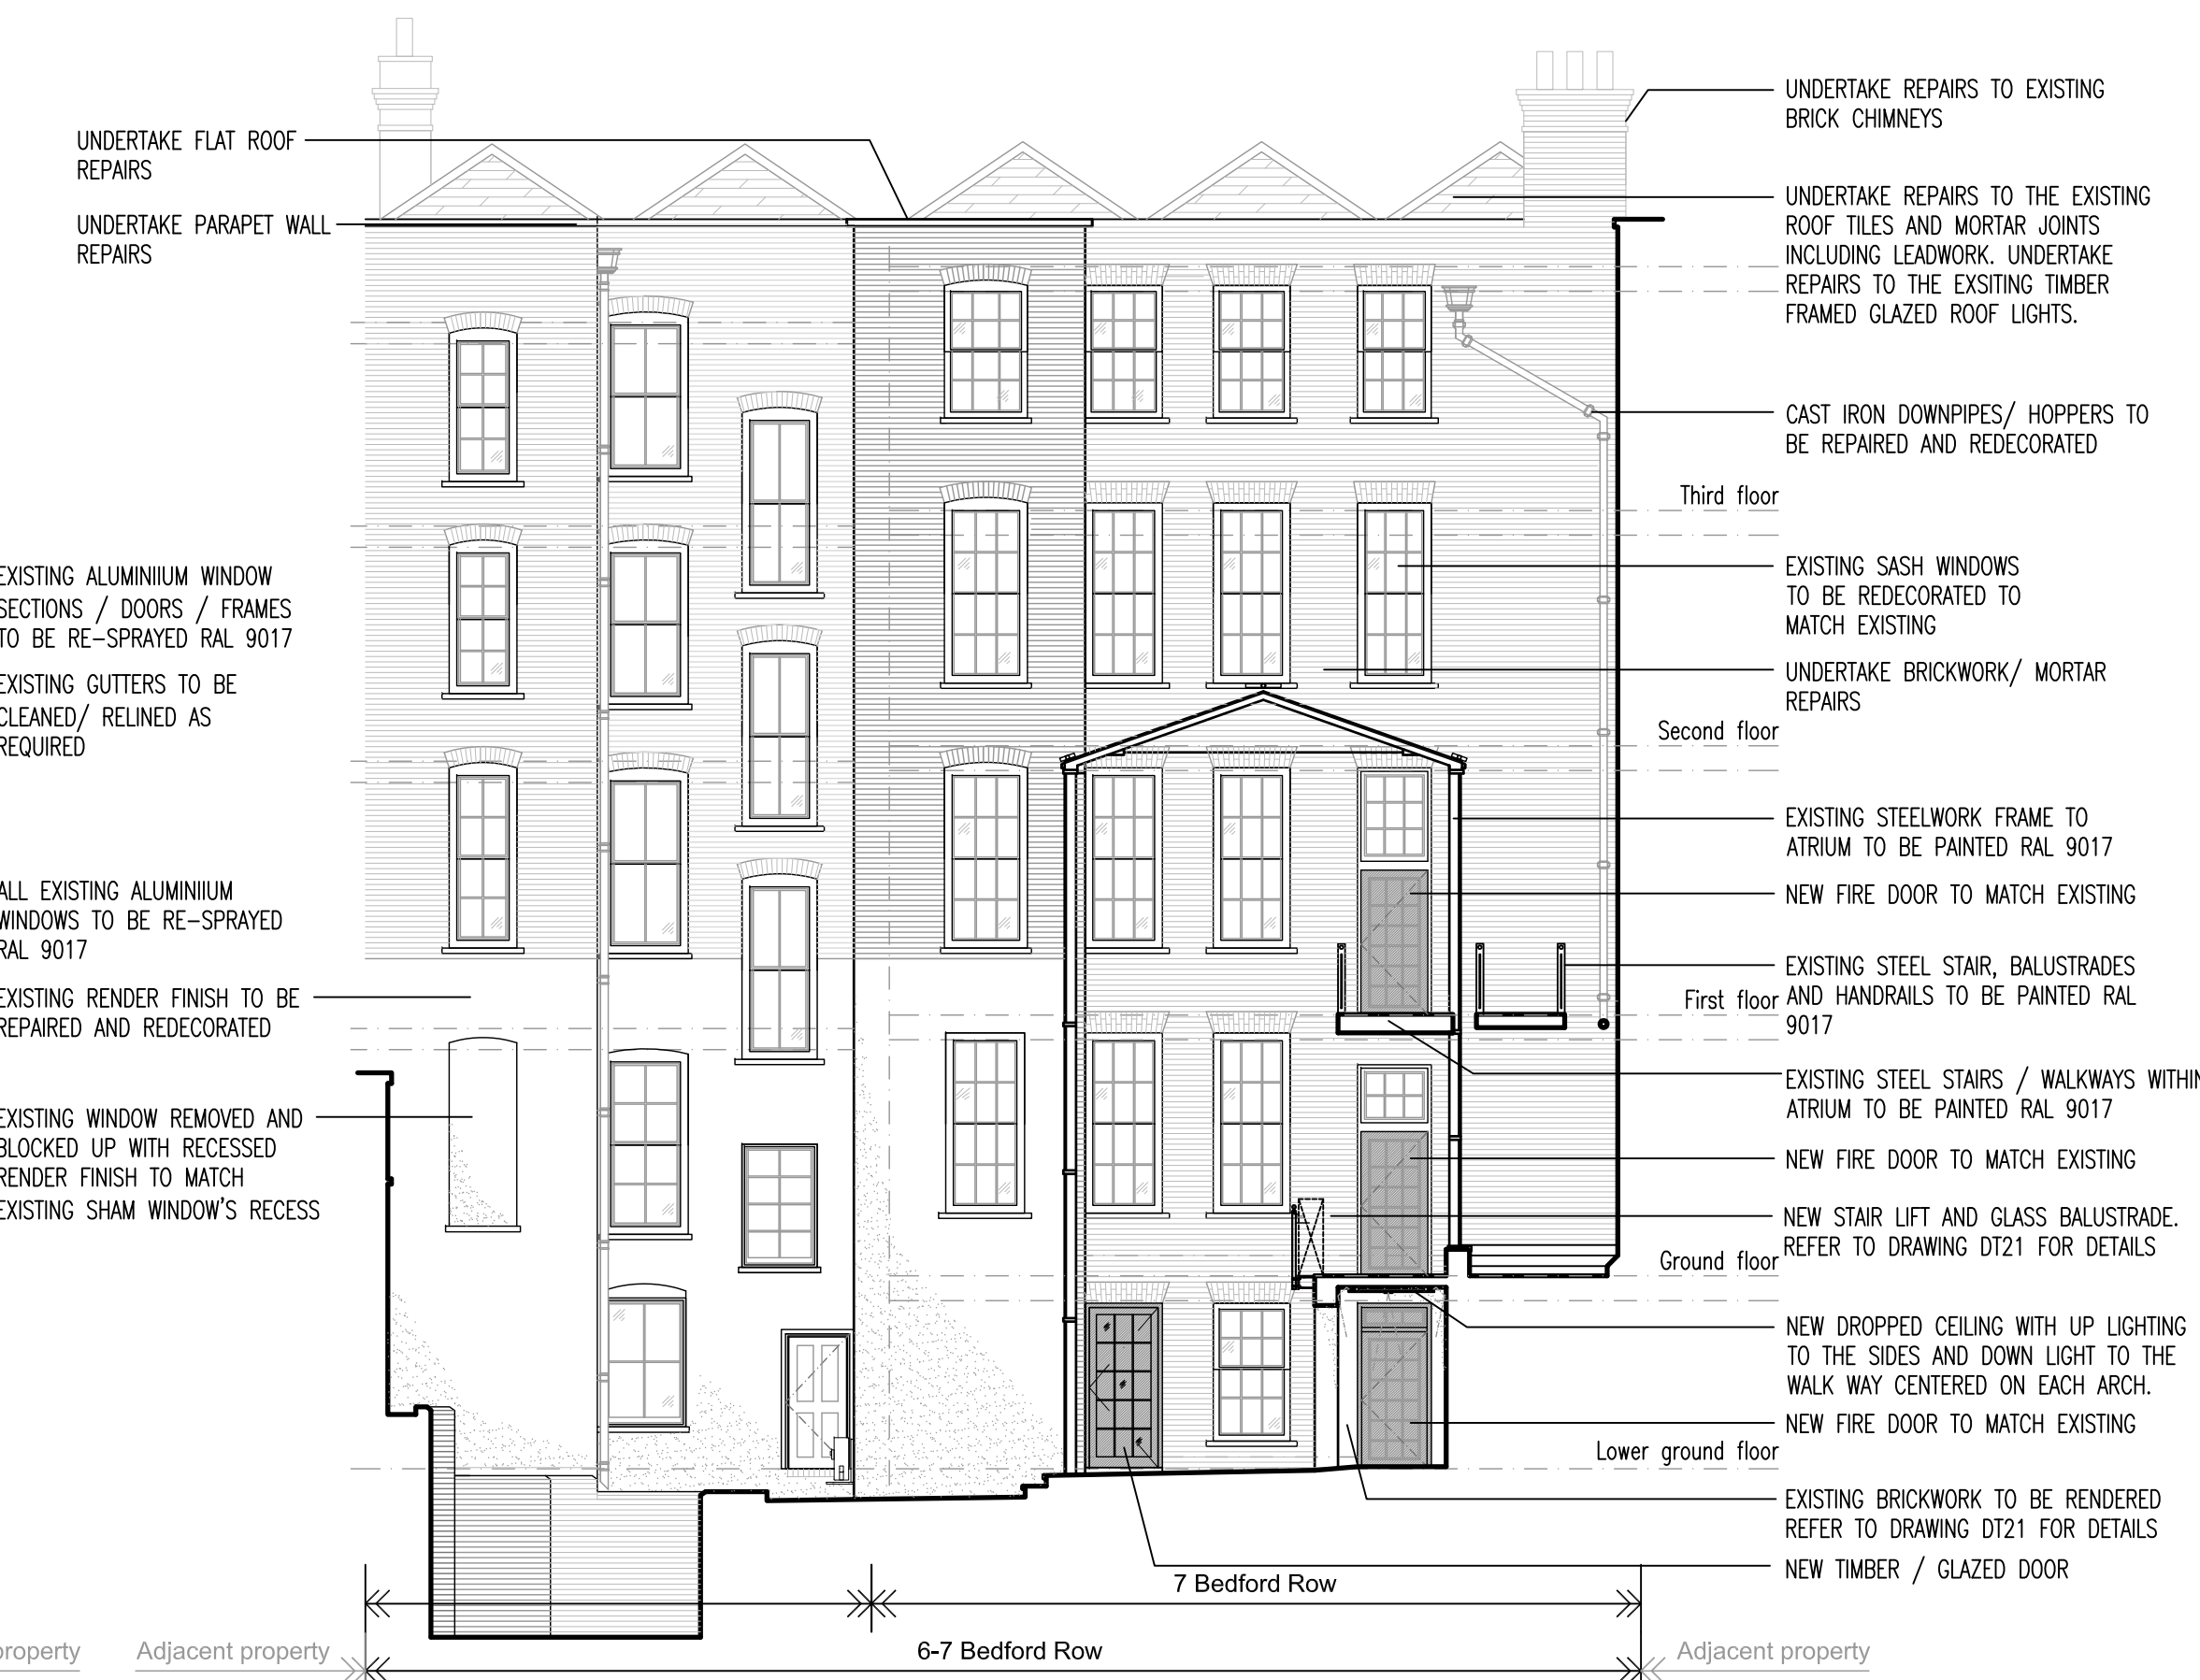 UNDERTAKE FLAT ROOF
REPAIRS
UNDERTAKE PARAPET WALL
REPAIRS
EXISTING ALUMINIIUM WINDOW
SECTIONS / DOORS / FRAMES
TO BE RE-SPRAYED RAL 9017
EXISTING GUTTERS TO BE
CLEANED/ RELINED AS
REQUIRED
ALL EXISTING ALUMINIIUM
WINDOWS TO BE RE-SPRAYED
RAL 9017
EXISTING RENDER FINISH TO BE
REPAIRED AND REDECORATED
EXISTING WINDOW REMOVED AND
BLOCKED UP WITH RECESSED
RENDER FINISH TO MATCH
EXISTING SHAM WINDOW'S RECESS
UNDERTAKE REPAIRS TO EXISTING
BRICK CHIMNEYS
UNDERTAKE REPAIRS TO THE EXISTING
ROOF TILES AND MORTAR JOINTS
INCLUDING LEADWORK. UNDERTAKE
REPAIRS TO THE EXSITING TIMBER
FRAMED GLAZED ROOF LIGHTS.
CAST IRON DOWNPIPES/ HOPPERS TO
BE REPAIRED AND REDECORATED
Third floor
EXISTING SASH WINDOWS
TO BE REDECORATED TO
MATCH EXISTING
UNDERTAKE BRICKWORK/ MORTAR
REPAIRS
Second floor
EXISTING STEELWORK FRAME TO
ATRIUM TO BE PAINTED RAL 9017
NEW FIRE DOOR TO MATCH EXISTING
EXISTING STEEL STAIR, BALUSTRADES
AND HANDRAILS TO BE PAINTED RAL
9017
First floor
EXISTING STEEL STAIRS / WALKWAYS WITHIN
ATRIUM TO BE PAINTED RAL 9017
NEW FIRE DOOR TO MATCH EXISTING
NEW STAIR LIFT AND GLASS BALUSTRADE.
REFER TO DRAWING DT21 FOR DETAILS
Ground floor
NEW DROPPED CEILING WITH UP LIGHTING
TO THE SIDES AND DOWN LIGHT TO THE
WALK WAY CENTERED ON EACH ARCH.
NEW FIRE DOOR TO MATCH EXISTING
Lower ground floor
EXISTING BRICKWORK TO BE RENDERED
REFER TO DRAWING DT21 FOR DETAILS
NEW TIMBER / GLAZED DOOR
7 Bedford Row
property
Adjacent property
6-7 Bedford Row
Adjacent property